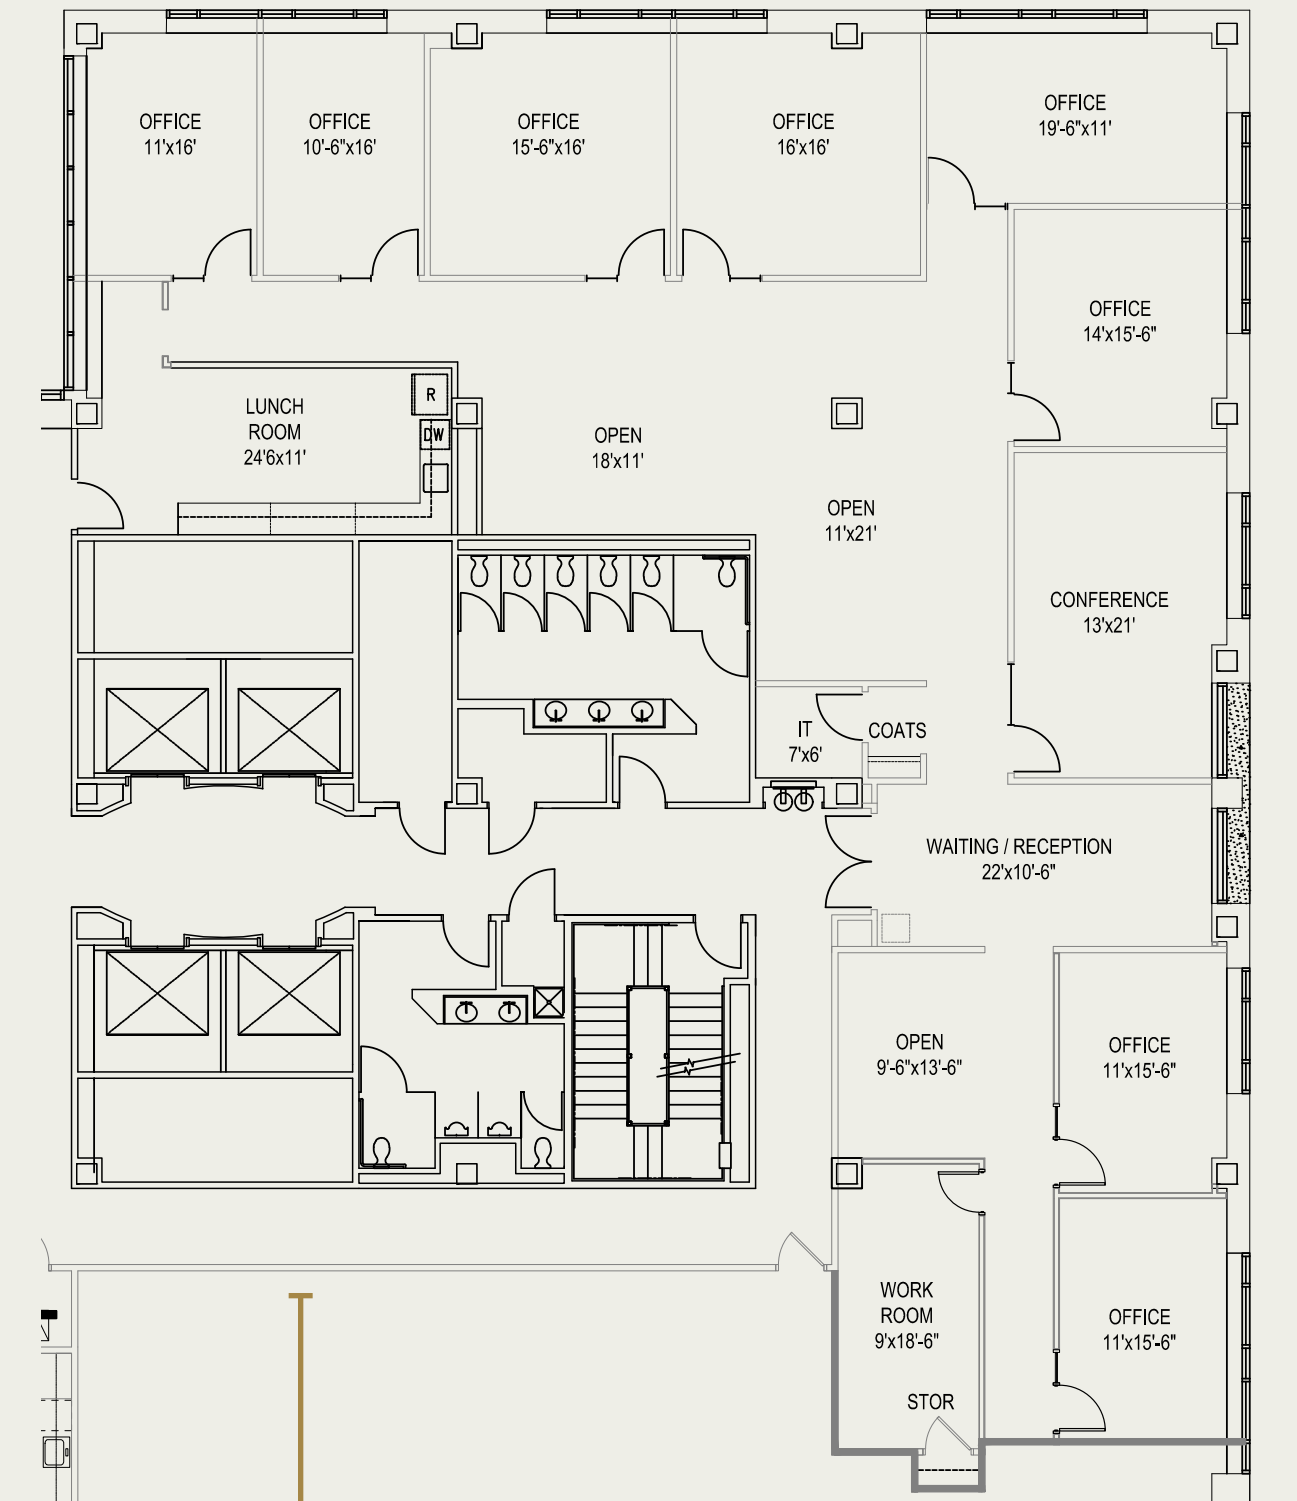 OFFICE
11'x16'
OFFICE
10'-6"x16'
OFFICE
15'-6"x16'
OFFICE
16'x16'
OFFICE
19'-6"x11'
OFFICE
14'x15'-6"
LUNCH
ROOM
24'6x11'
R
DW
OPEN
18'x11'
OPEN
11'x21'
CONFERENCE
13'x21'
IT
7'x6'
COATS
WAITING / RECEPTION
22'x10'-6"
OPEN
9'-6"x13'-6"
OFFICE
11'x15'-6"
WORK
ROOM
9'x18'-6"
STOR
OFFICE
11'x15'-6"